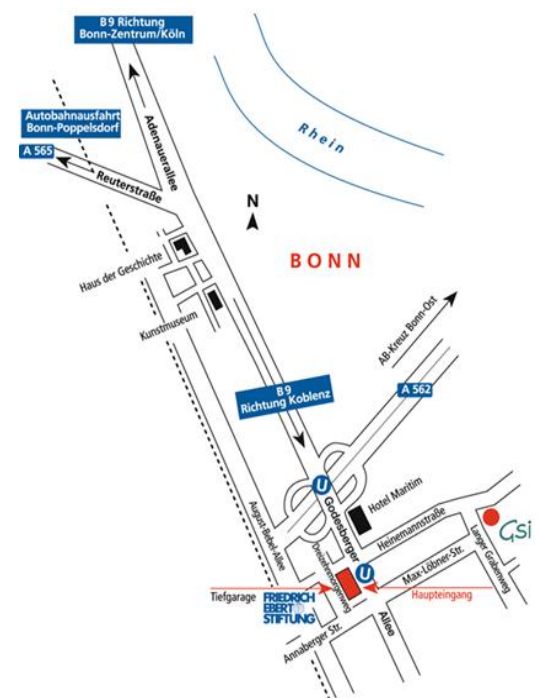 B 9 Richtung
Bonn-Zentrum/Köln
Autobahnausfahrt
Bonn-Poppelsdorf
A 565
Adenauerallee
Reuterstraße
Rhein
N
BONN
Haus der Geschichte
Kunstmuseum
AB-Kreuz Bonn-Ost
B 9
Richtung Koblenz
A 562
U
Hotel Maritim
Godesberger
August-Bebel-Allee
Heinemannstraße
Gsi
Dreizehnmorgenweg
U
Max-Löbner-Str.
Langer Grabenweg
Tiefgarage
FRIEDRICH
EBERT
STIFTUNG
Haupteingang
Allee
Annaberger Str.